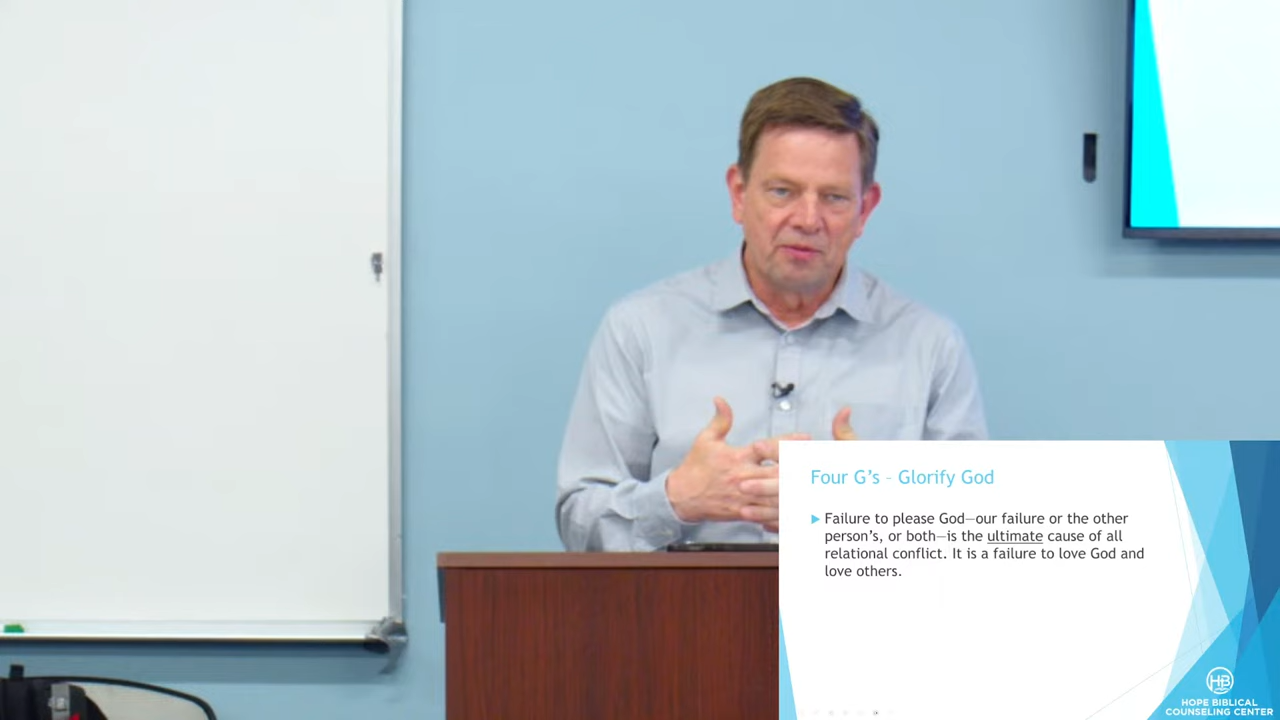 Four G’s – Glorify God
Failure to please God—our failure or the other
person’s, or both—is the ultimate cause of all
relational conflict. It is a failure to love God and
love others.
HB
HOPE BIBLICAL
COUNSELING CENTER